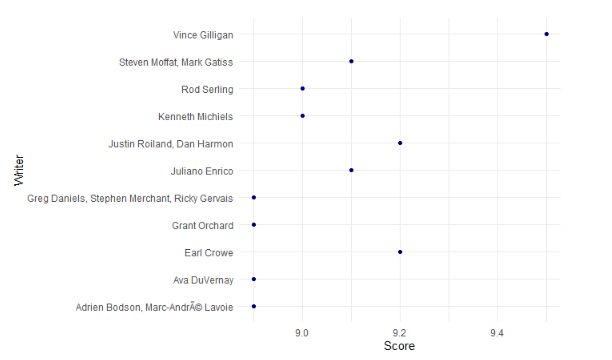 Vince Gilligan
Steven Moffat, Mark Gatiss
Rod Serling
Kenneth Michiels
Justin Roiland, Dan Harmon
Juliano Enrico
Greg Daniels, Stephen Merchant, Ricky Gervais
Grant Orchard
Earl Crowe
Ava DuVernay
Adrien Bodson, Marc-AndrÃ© Lavoie
Writer
9.0 9.2 9.4
Score